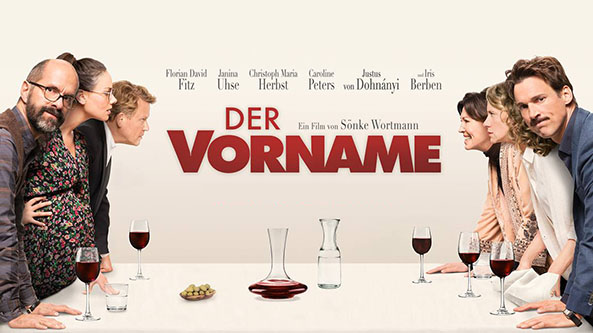 Florian David Janina Christoph Maria Caroline Justus und Iris
Fitz Uhse Herbst Peters von Dohnányi Berben
DER
Ein Film von Sönke Wortmann
VORNAME